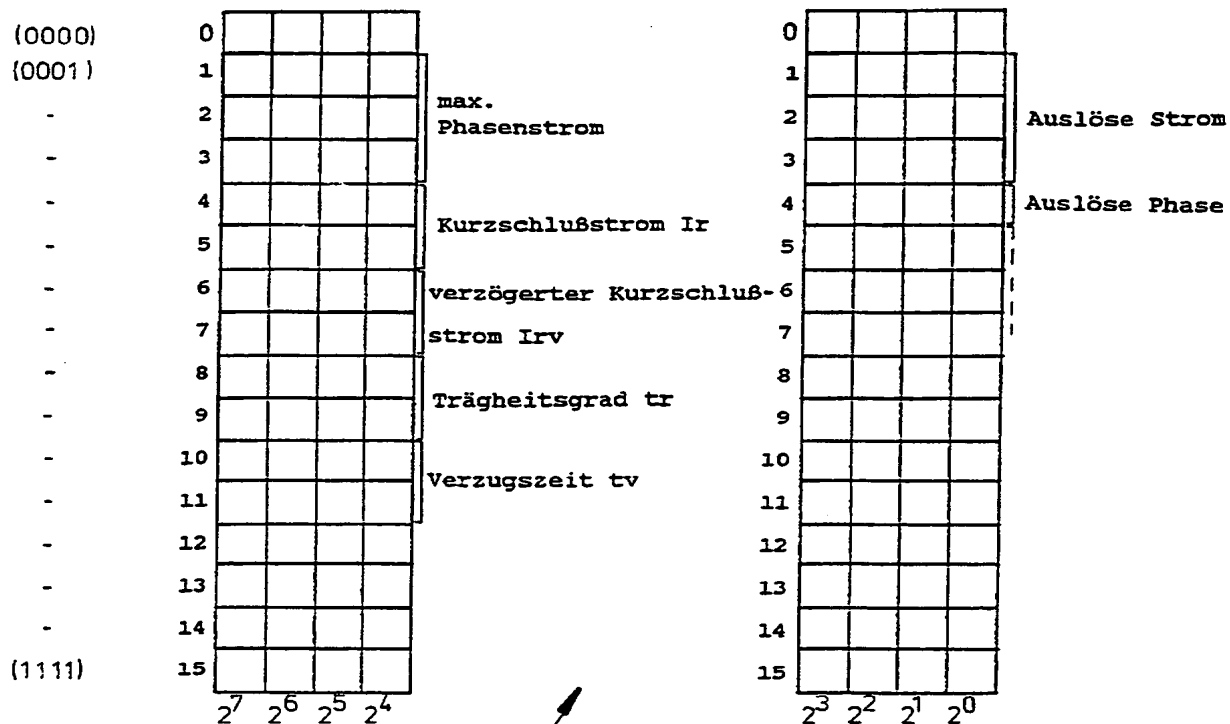 (0000) 0 0
(0001) 1 1
- 2 max. 2 Auslöse Strom
Phasenstrom
- 3 3
- 4 4 Auslöse Phase
Kurzschlußstrom Ir
- 5 5
- 6 verzögerter Kurzschluß- 6
- 7 strom Irv 7
- 8 8
Trägheitsgrad tr
- 9 9
- 10 10
Verzugszeit tv
- 11 11
- 12 12
- 13 13
- 14 14
(1111) 15 15
2⁷ 2⁶ 2⁵ 2⁴ 2³ 2² 2¹ 2⁰